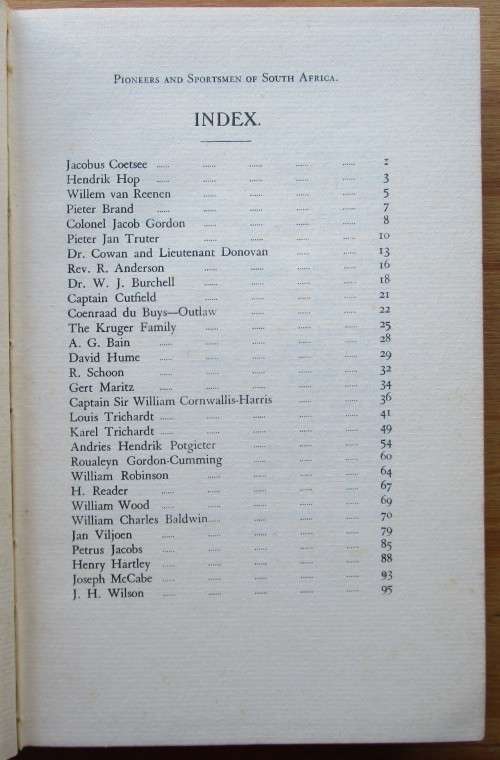 PIONEERS AND SPORTSMEN OF SOUTH AFRICA.
INDEX.
Jacobus Coetsee ...... ...... ...... ...... ...... 1
Hendrik Hop ...... ...... ...... ...... ...... 3
Willem van Reenen ...... ...... ...... ...... 5
Pieter Brand ...... ...... ...... ...... ...... 7
Colonel Jacob Gordon ...... ...... ...... ...... 8
Pieter Jan Truter ...... ...... ...... ...... 10
Dr. Cowan and Lieutenant Donovan ...... ...... 13
Rev. R. Anderson ...... ...... ...... ...... 16
Dr. W. J. Burchell ...... ...... ...... ...... 18
Captain Cutfield ...... ...... ...... ...... 21
Coenraad du Buys—Outlaw ...... ...... ...... 22
The Kruger Family ...... ...... ...... ...... 25
A. G. Bain ...... ...... ...... ...... ...... 28
David Hume ...... ...... ...... ...... ...... 29
R. Schoon ...... ...... ...... ...... ...... 32
Gert Maritz ...... ...... ...... ...... ...... 34
Captain Sir William Cornwallis-Harris ...... ...... 36
Louis Trichardt ...... ...... ...... ...... ...... 41
Karel Trichardt ...... ...... ...... ...... ...... 49
Andries Hendrik Potgieter ...... ...... ...... 54
Roualeyn Gordon-Cumming ...... ...... ...... 60
William Robinson ...... ...... ...... ...... 64
H. Reader ...... ...... ...... ...... ...... 67
William Wood ...... ...... ...... ...... ...... 69
William Charles Baldwin.... ...... ...... ...... 70
Jan Viljoen ...... ...... ...... ...... ...... 79
Petrus Jacobs ...... ...... ...... ...... ...... 85
Henry Hartley ...... ...... ...... ...... ...... 88
Joseph McCabe ...... ...... ...... ...... ...... 93
J. H. Wilson ...... ...... ...... ...... ...... 95